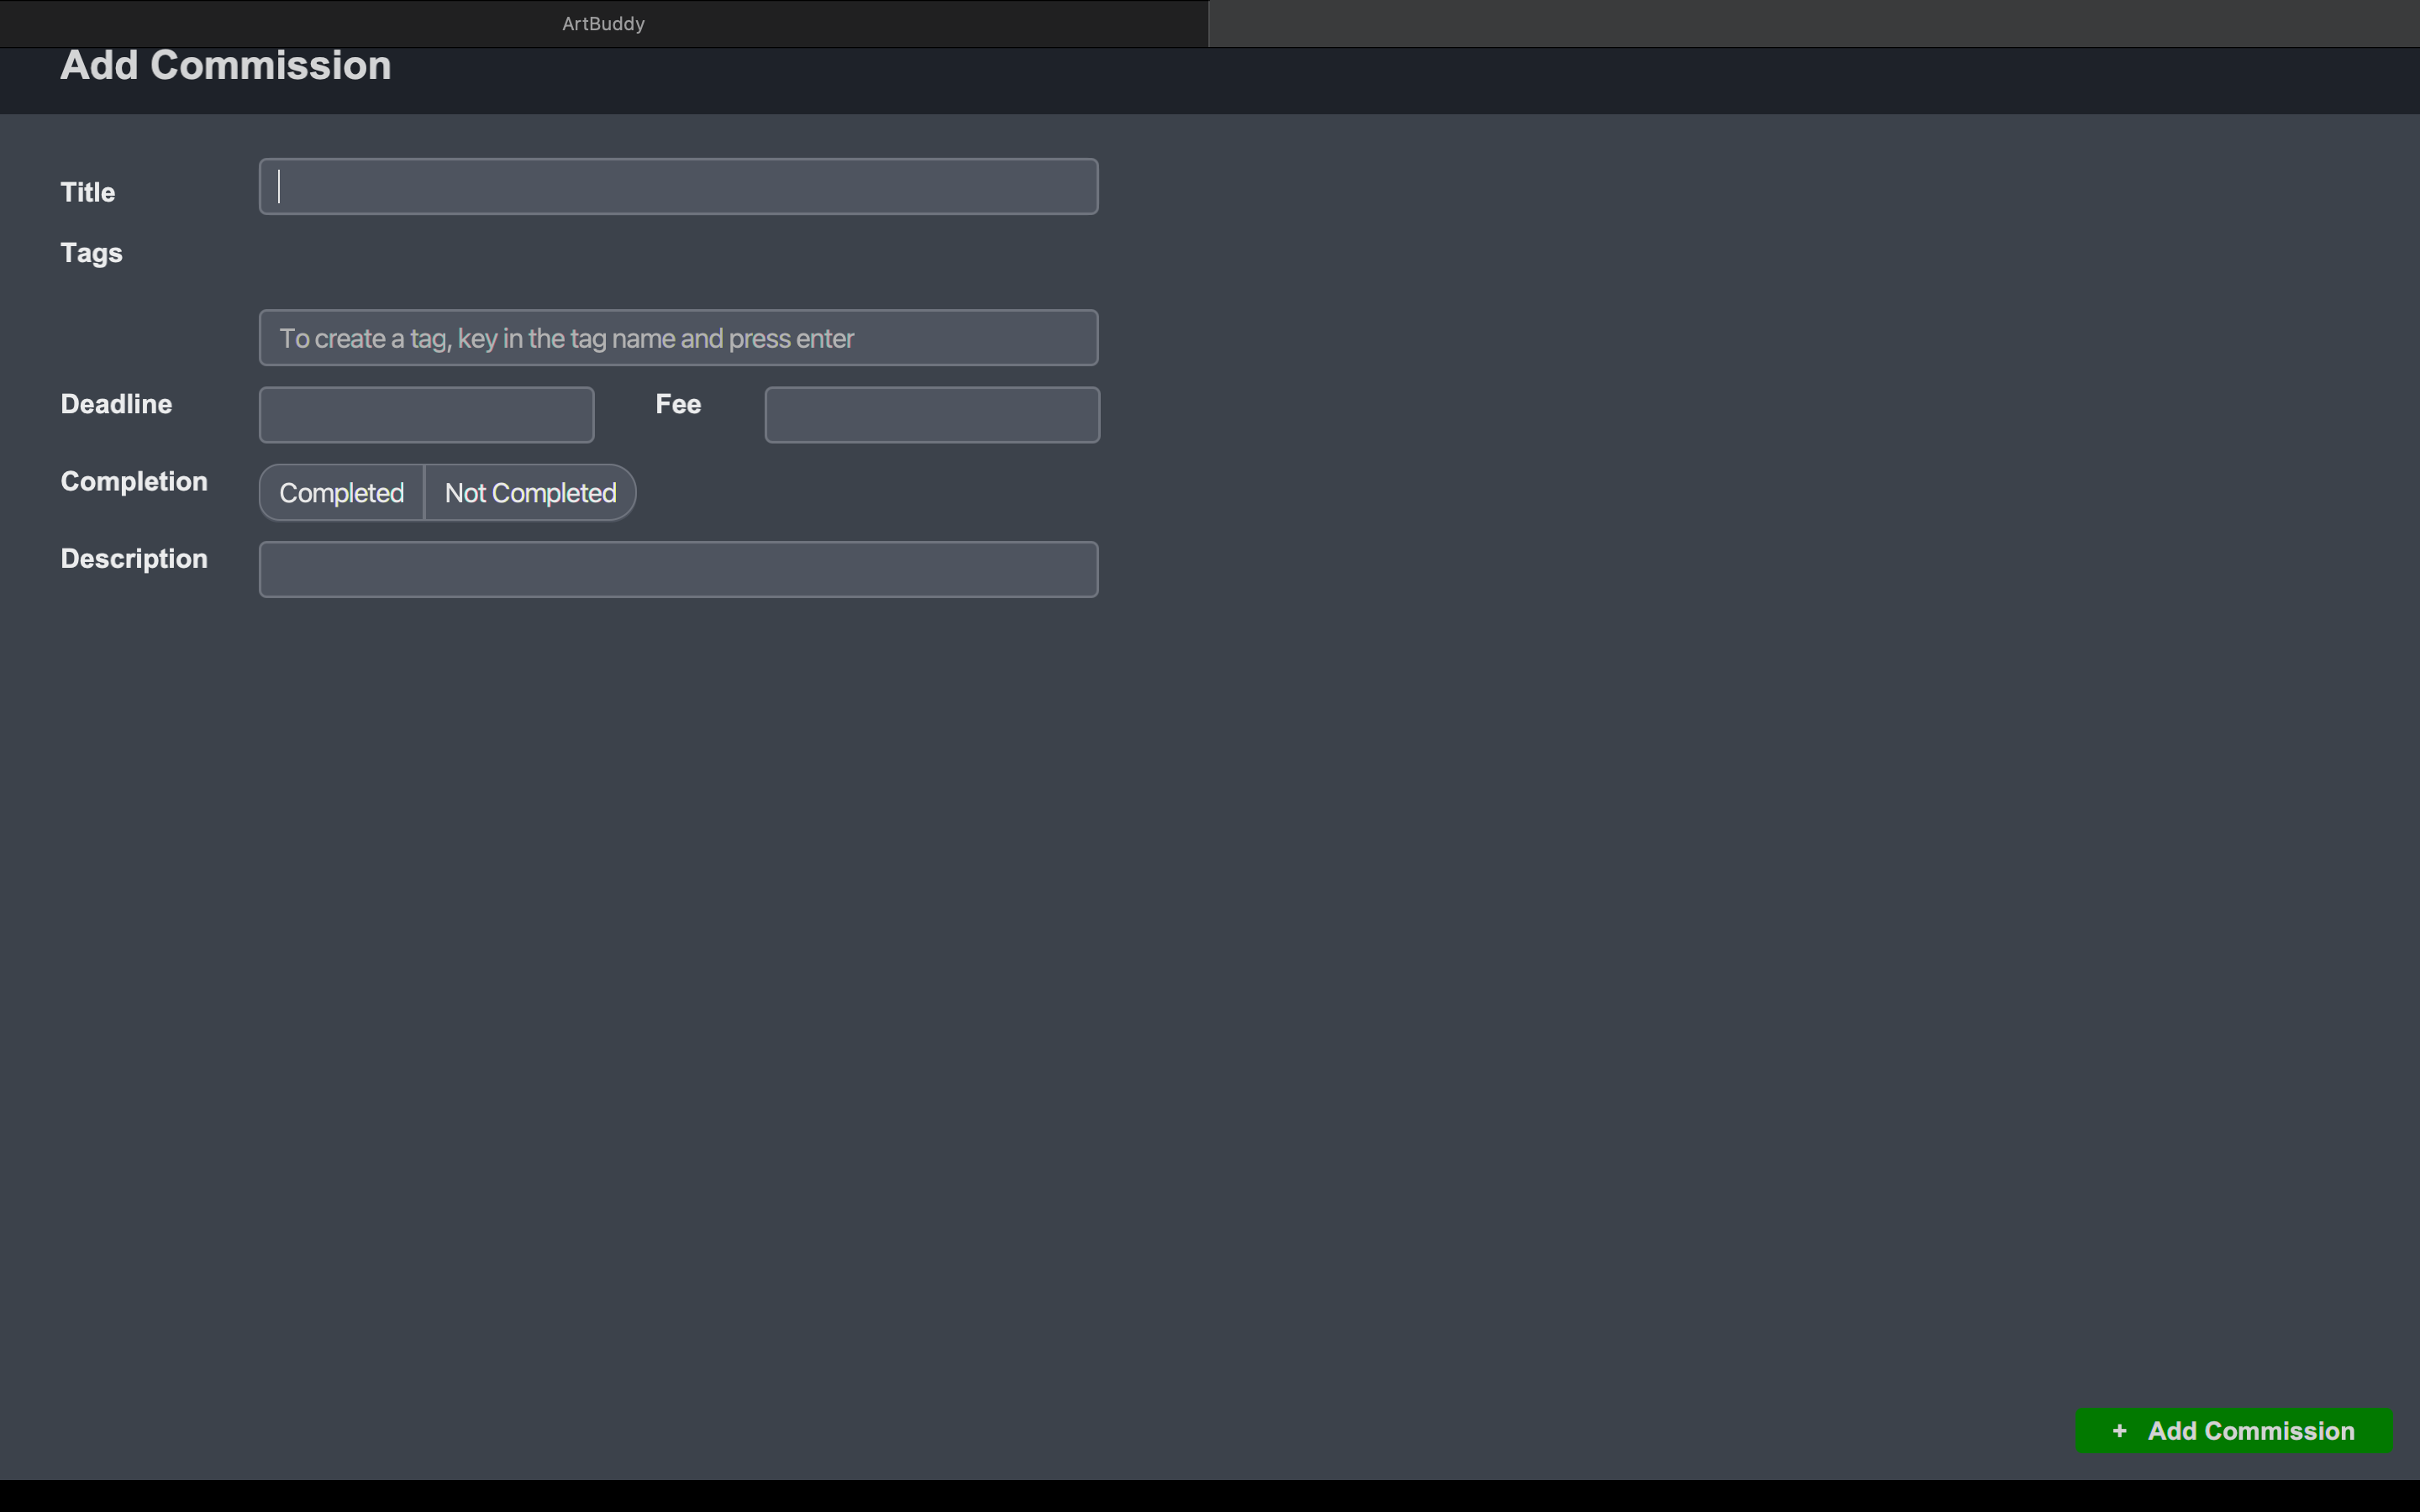 ArtBuddy
Add Commission
Title
Tags
To create a tag, key in the tag name and press enter
Deadline Fee
Completion Completed Not Completed
Description
+ Add Commission